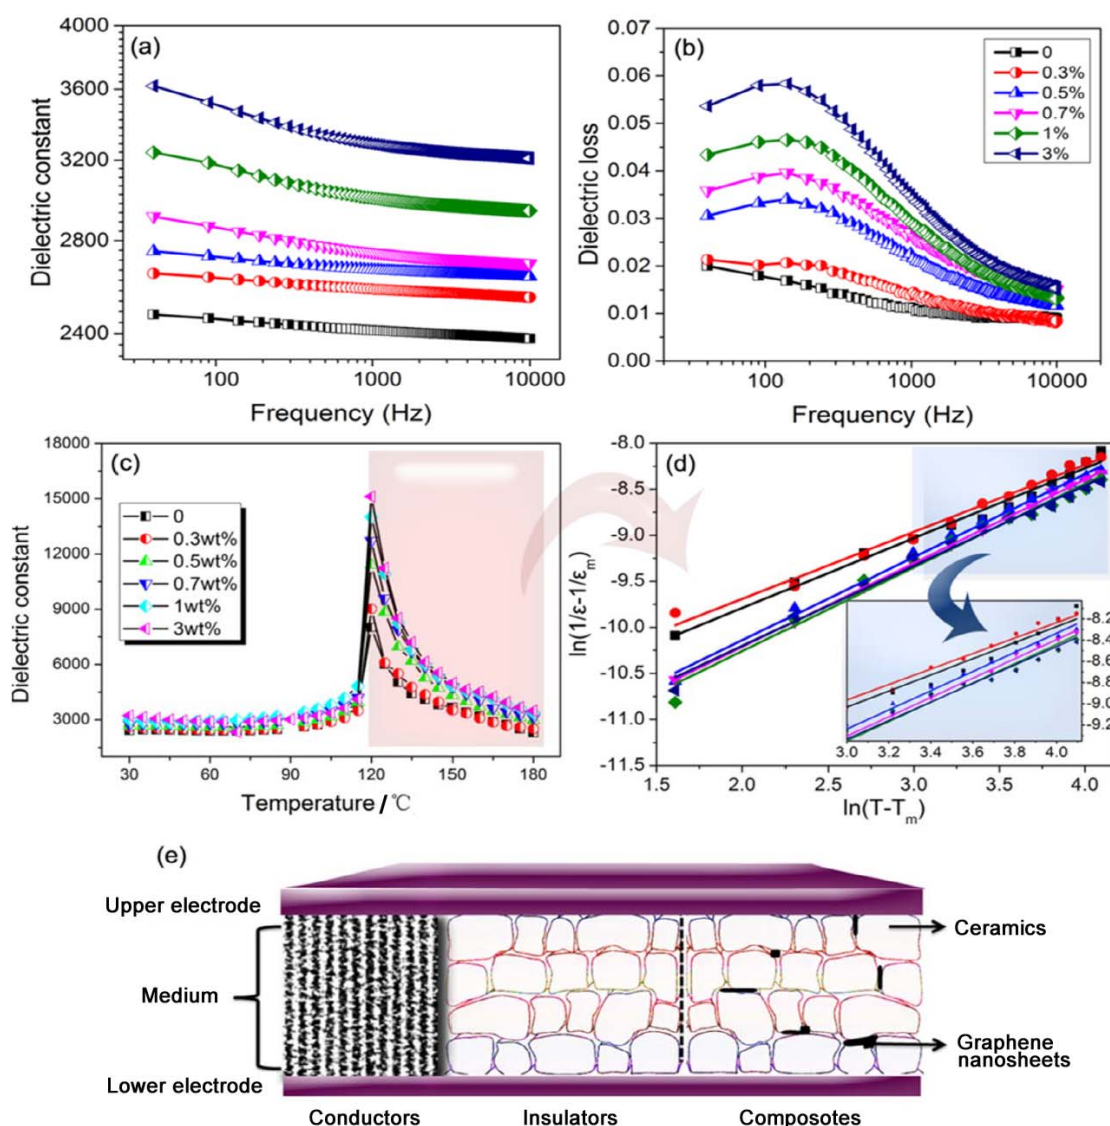 (a)
4000
3600
3200
2800
2400
Dielectric constant
100
1000
10000
Frequency (Hz)
(b)
0.07
0.06
0.05
0.04
0.03
0.02
0.01
0.00
Dielectric loss
0
0.3%
0.5%
0.7%
1%
3%
100
1000
10000
Frequency (Hz)
(c)
18000
15000
12000
9000
6000
3000
Dielectric constant
0
0.3wt%
0.5wt%
0.7wt%
1wt%
3wt%
30
60
90
120
150
180
Temperature / ℃
(d)
-8.0
-8.5
-9.0
-9.5
-10.0
-10.5
-11.0
-11.5
ln(1/ε-1/εm)
-8.2
-8.4
-8.6
-8.8
-9.0
-9.2
3.0
3.2
3.4
3.6
3.8
4.0
1.5
2.0
2.5
3.0
3.5
4.0
ln(T-Tm)
(e)
Upper electrode
Ceramics
Medium
Graphene
nanosheets
Lower electrode
Conductors
Insulators
Composotes